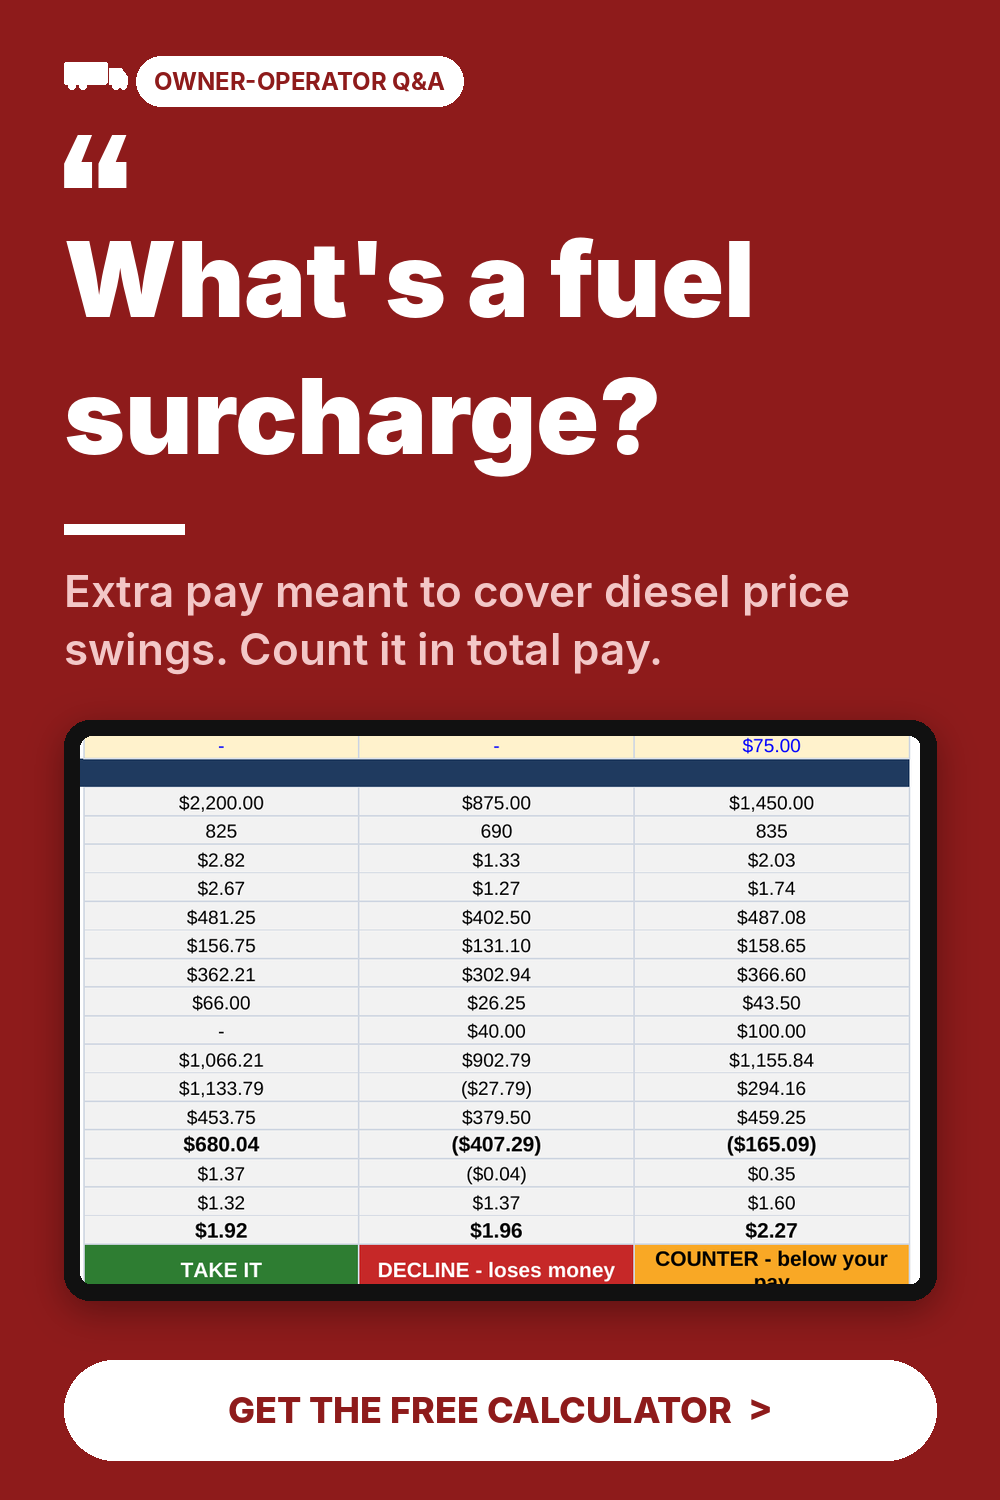 OWNER-OPERATOR Q&A
“
What's a fuel
surcharge?
Extra pay meant to cover diesel price
swings. Count it in total pay.
- - $75.00
$2,200.00 $875.00 $1,450.00
825 690 835
$2.82 $1.33 $2.03
$2.67 $1.27 $1.74
$481.25 $402.50 $487.08
$156.75 $131.10 $158.65
$362.21 $302.94 $366.60
$66.00 $26.25 $43.50
- $40.00 $100.00
$1,066.21 $902.79 $1,155.84
$1,133.79 ($27.79) $294.16
$453.75 $379.50 $459.25
$680.04 ($407.29) ($165.09)
$1.37 ($0.04) $0.35
$1.32 $1.37 $1.60
$1.92 $1.96 $2.27
TAKE IT DECLINE - loses money COUNTER - below your
pay
GET THE FREE CALCULATOR >